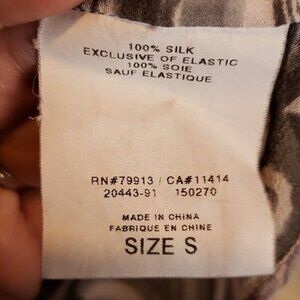 100% SILK
EXCLUSIVE OF ELASTIC
100% SOIE
SAUF ELASTIQUE
RN#79913 / CA#11414
20443-91 150270
MADE IN CHINA
FABRIQUE EN CHINE
SIZE S